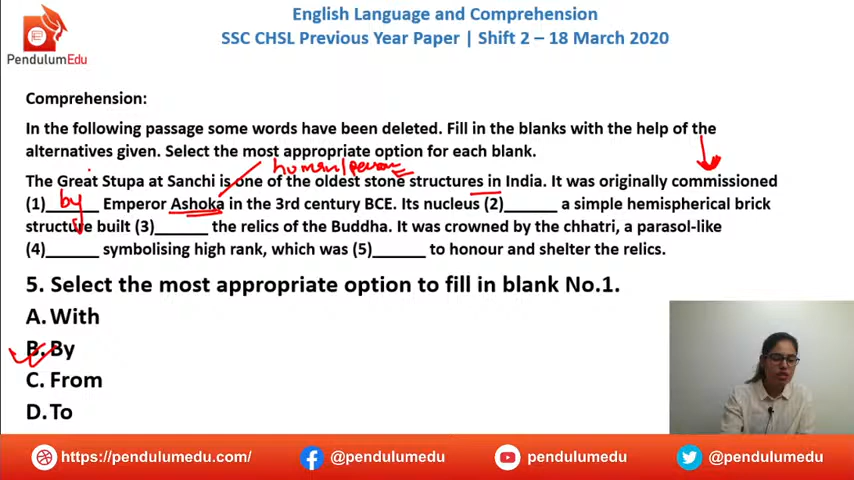 English Language and Comprehension
SSC CHSL Previous Year Paper | Shift 2 – 18 March 2020
PendulumEdu
Comprehension:
In the following passage some words have been deleted. Fill in the blanks with the help of the
alternatives given. Select the most appropriate option for each blank.
human/person
The Great Stupa at Sanchi is one of the oldest stone structures in India. It was originally commissioned
(1)______ Emperor Ashoka in the 3rd century BCE. Its nucleus (2)______ a simple hemispherical brick
by
structure built (3)______ the relics of the Buddha. It was crowned by the chhatri, a parasol-like
(4)______ symbolising high rank, which was (5)______ to honour and shelter the relics.
5. Select the most appropriate option to fill in blank No.1.
A. With
B. By
C. From
D. To
https://pendulumedu.com/ @pendulumedu pendulumedu @pendulumedu